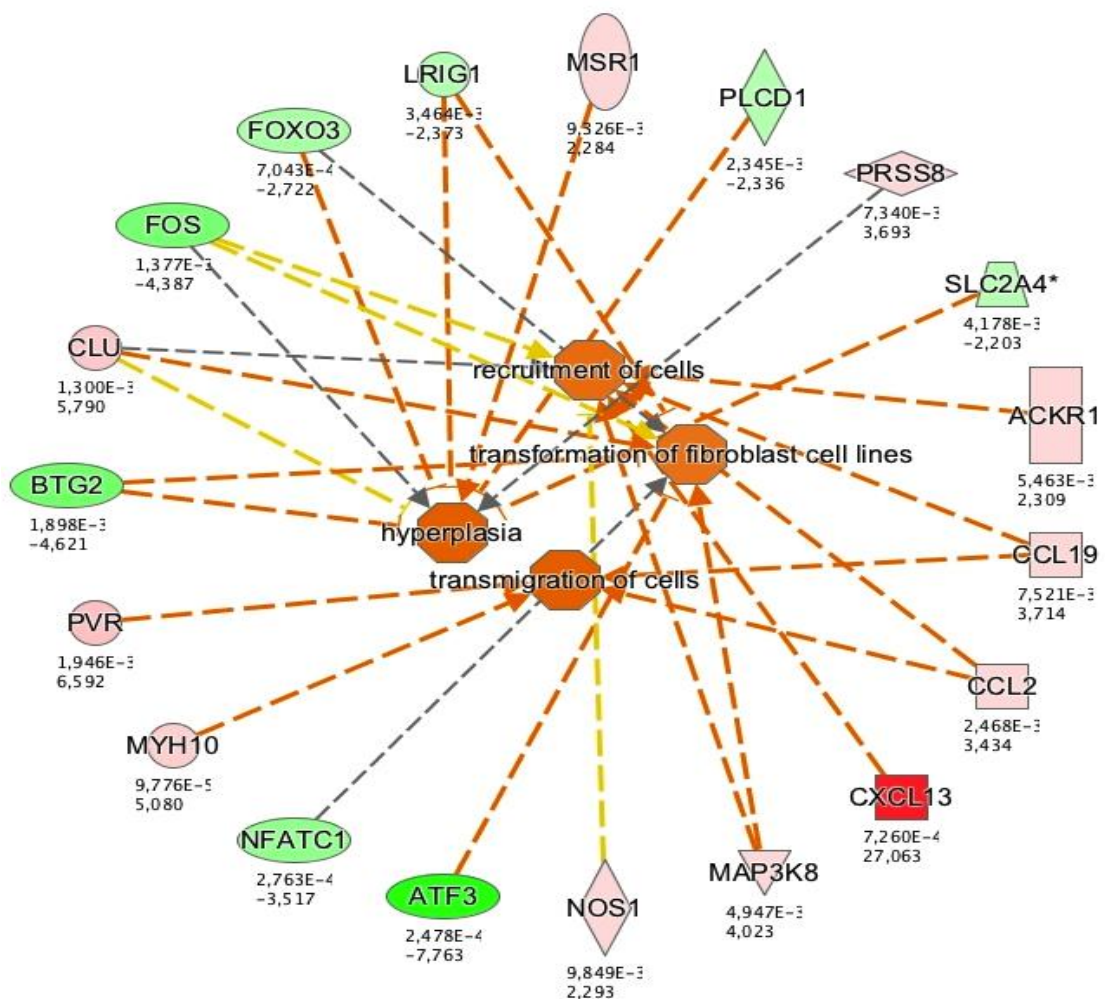 LRIG1
3,464E-3
-2,373
MSR1
9,326E-3
2,284
PLCD1
2,345E-3
-2,336
FOXO3
7,043E-4
-2,722
PRSS8
7,340E-3
3,693
FOS
1,377E-3
-4,387
SLC2A4*
4,178E-3
-2,203
CLU
1,300E-3
5,790
recruitment of cells
ACKR1
5,463E-3
2,309
transformation of fibroblast cell lines
BTG2
1,898E-3
-4,621
hyperplasia
CCL19
7,521E-3
3,714
transmigration of cells
PVR
1,946E-3
6,592
CCL2
2,468E-3
3,434
MYH10
9,776E-5
5,080
CXCL13
7,260E-4
27,063
NFATC1
2,763E-4
-3,517
MAP3K8
4,947E-3
4,023
ATF3
2,478E-4
-7,763
NOS1
9,849E-3
2,293